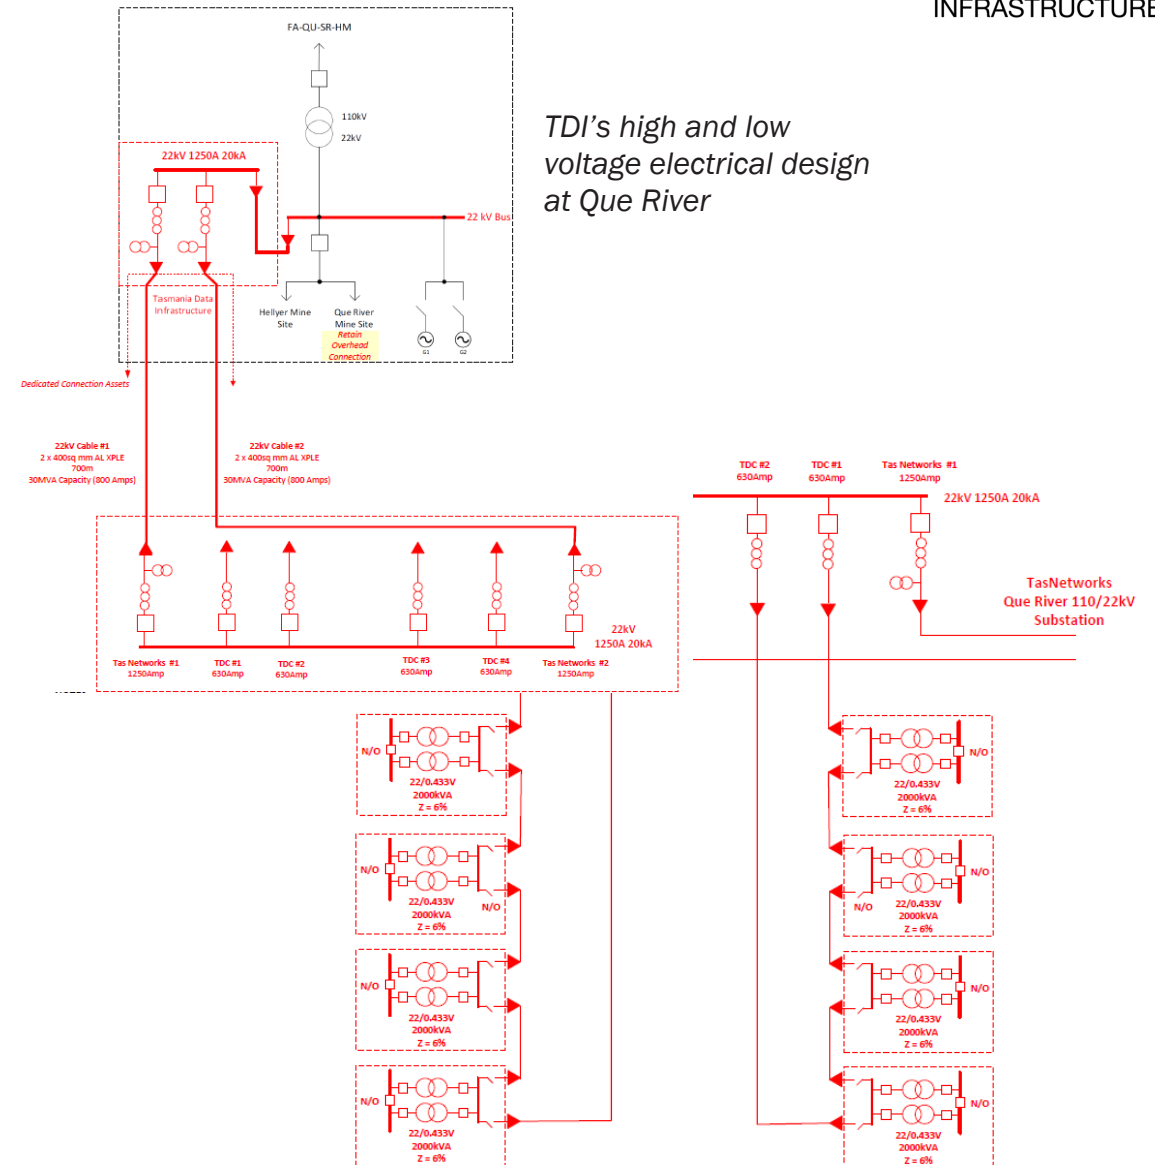 INFRASTRUCTURE
FA-QU-SR-HM
110kV
22kV
TDI's high and low
voltage electrical design
at Que River
22kV 1250A 20kA
22 kV Bus
Tasmania Data
Infrastructure
Hellyer Mine
Site
Que River
Mine Site
Retain
Overhead
Connection
G1
G2
Dedicated Connection Assets
22kV Cable #1
2 x 400sq mm AL XPLE
700m
30MVA Capacity (800 Amps)
22kV Cable #2
2 x 400sq mm AL XPLE
700m
30MVA Capacity (800 Amps)
TDC #2
630Amp
TDC #1
630Amp
Tas Networks #1
1250Amp
22kV 1250A 20kA
TasNetworks
Que River 110/22kV
Substation
22kV
1250A 20kA
Tas Networks #1
1250Amp
TDC #1
630Amp
TDC #2
630Amp
TDC #3
630Amp
TDC #4
630Amp
Tas Networks #2
1250Amp
N/O
22/0.433V
2000kVA
Z = 6%
N/O
22/0.433V
2000kVA
Z = 6%
N/O
N/O
22/0.433V
2000kVA
Z = 6%
N/O
22/0.433V
2000kVA
Z = 6%
N/O
22/0.433V
2000kVA
Z = 6%
N/O
22/0.433V
2000kVA
Z = 6%
N/O
N/O
22/0.433V
2000kVA
Z = 6%
N/O
22/0.433V
2000kVA
Z = 6%